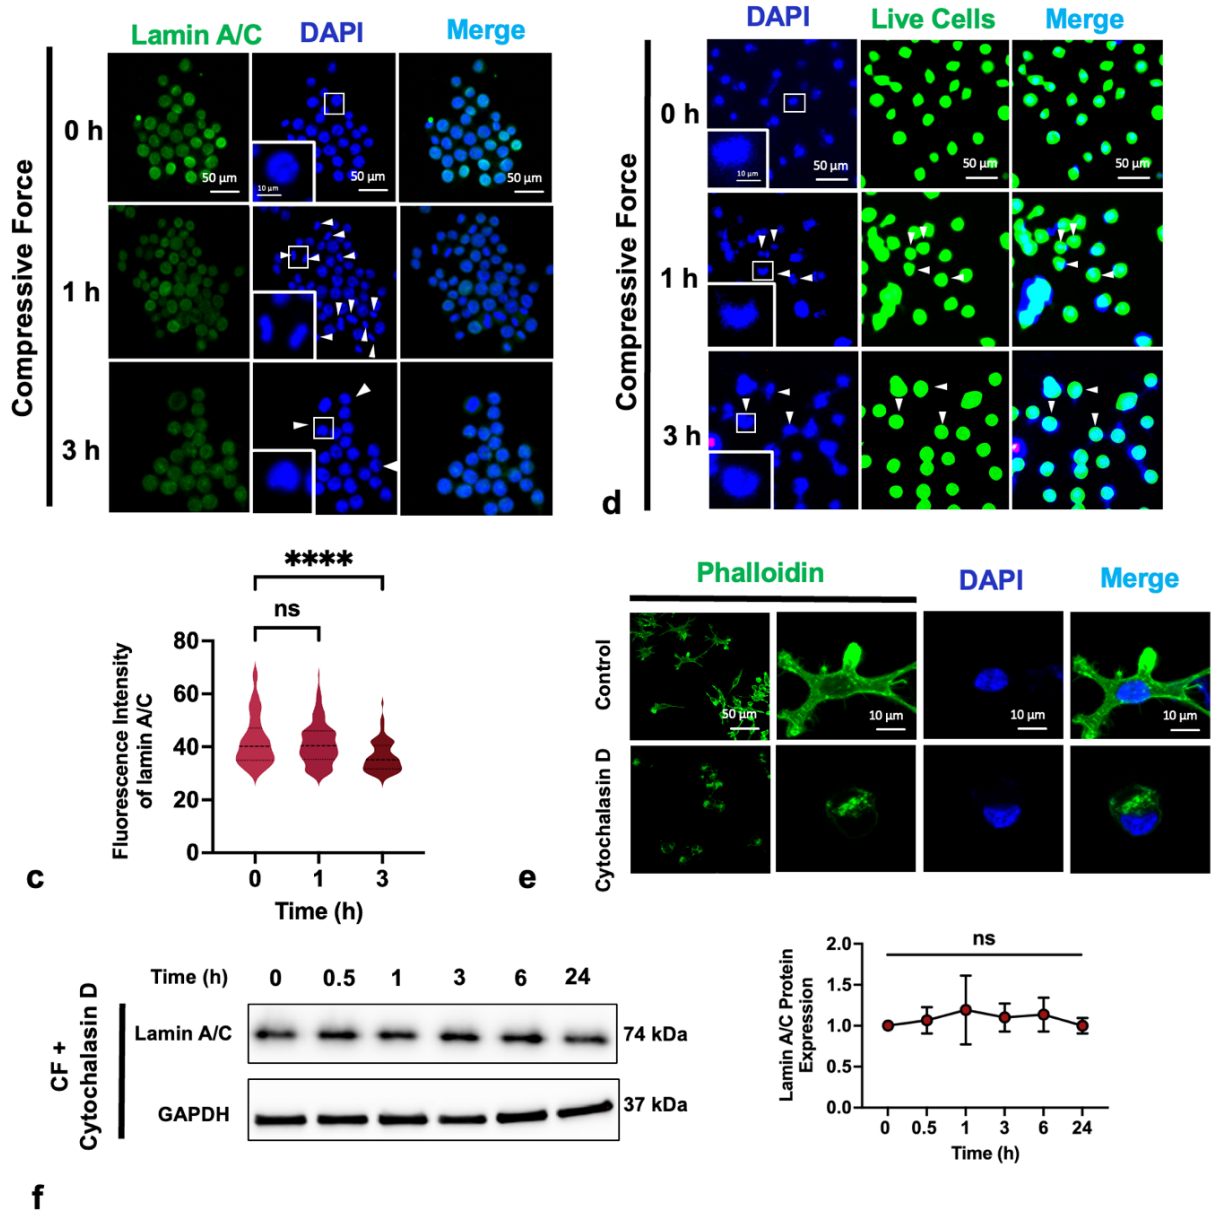 Lamin A/C DAPI Merge
Compressive Force
0 h
50 µm
10 µm
50 µm
50 µm
1 h
3 h
DAPI Live Cells Merge
Compressive Force
0 h
10 µm
50 µm
50 µm
50 µm
1 h
3 h
d
****
ns
Fluorescence Intensity
of lamin A/C
80
60
40
20
0
0 1 3
Time (h)
c
Phalloidin DAPI Merge
Control
50 µm
10 µm
10 µm
10 µm
Cytochalasin D
e
Time (h) 0 0.5 1 3 6 24
CF +
Cytochalasin D
Lamin A/C 74 kDa
GAPDH 37 kDa
ns
Lamin A/C Protein
Expression
2.0
1.5
1.0
0.5
0.0
0 0.5 1 3 6 24
Time (h)
f